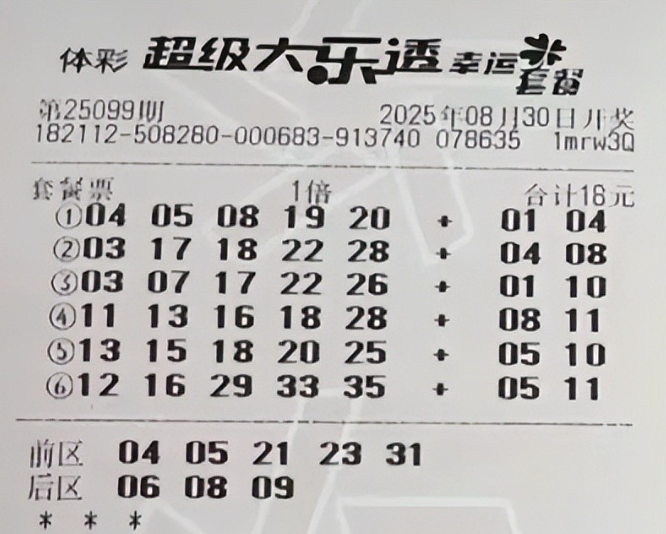 体彩 超级大乐透 幸运套餐
第25099期 2025年08月30日开奖
182112-508280-000683-913740 078635 1mrw3Q
套餐票 1倍 合计18元
①04 05 08 19 20 + 01 04
②03 17 18 22 28 + 04 08
③03 07 17 22 26 + 01 10
④11 13 16 18 28 + 08 11
⑤13 15 18 20 25 + 05 10
⑥12 16 29 33 35 + 05 11
前区 04 05 21 23 31
后区 06 08 09
* * *